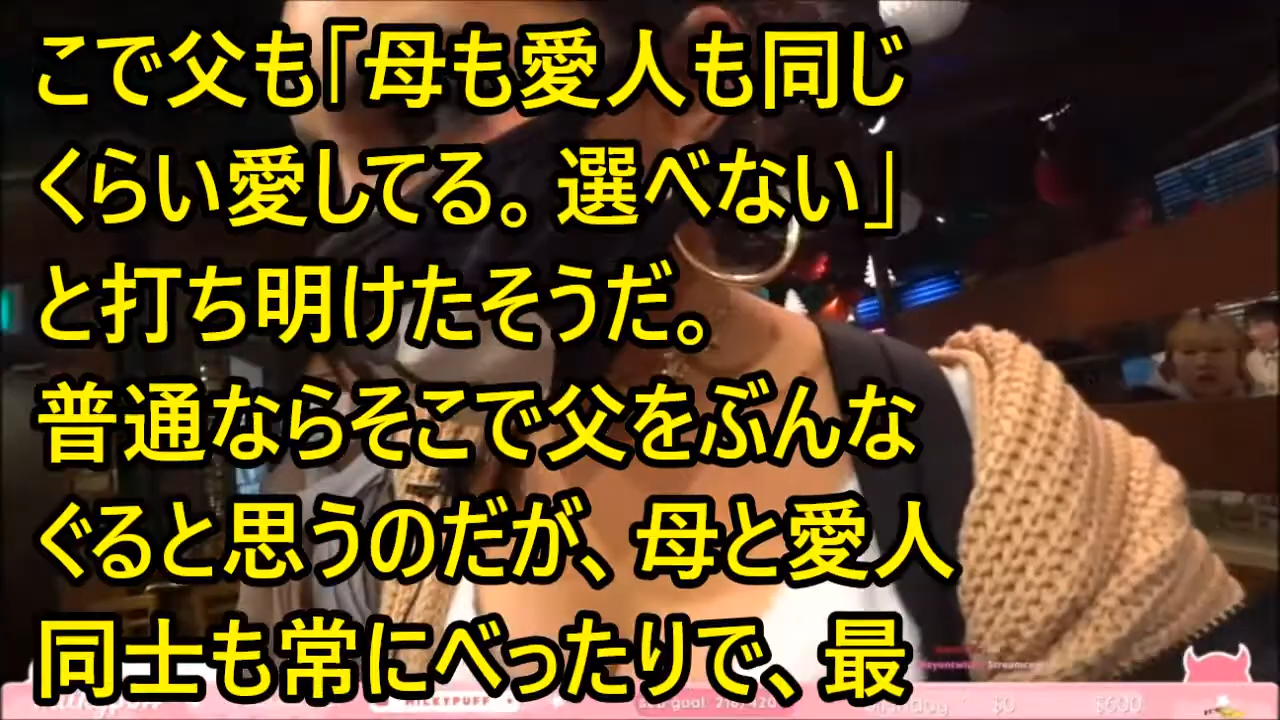 こで父も「母も愛人も同じ
くらい愛してる。選べない」
と打ち明けたそうだ。
普通ならそこで父をぶんな
ぐると思うのだが、母と愛人
同士も常にべったりで、最
MILKYPUFF
$0
$600